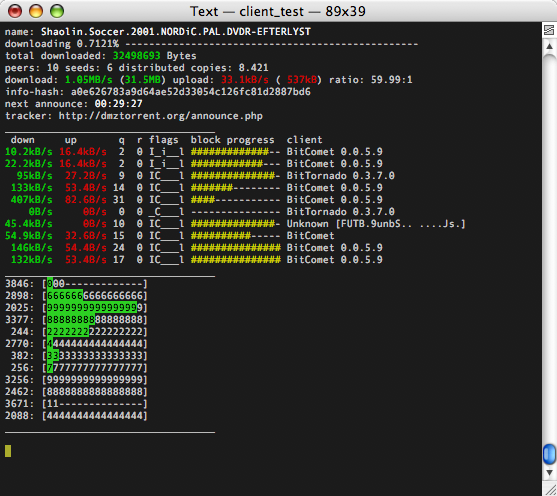 Text — client_test — 89x39
name: Shaolin.Soccer.2001.NORDiC.PAL.DVDR-EFTERLYST
downloading 0.7121% -------------------------------------------------
total downloaded: 32498693 Bytes
peers: 10 seeds: 6 distributed copies: 8.421
download: 1.05MB/s (31.5MB) upload: 33.1kB/s ( 537kB) ratio: 59.99:1
info-hash: a0e626783a9d64ae52d33054c126fc81d2887bd6
next announce: 00:29:27
tracker: http://dmztorrent.org/announce.php
___________________________________
down up q r flags block progress client
10.2kB/s 16.4kB/s 2 0 I_i__l #############-- BitComet 0.0.5.9
22.2kB/s 16.4kB/s 2 0 I_i__l ############--- BitComet 0.0.5.9
95kB/s 27.2B/s 9 0 IC___l ##############- BitTornado 0.3.7.0
133kB/s 53.4B/s 14 0 IC___l #######-------- BitComet 0.0.5.9
407kB/s 82.6B/s 31 0 IC___l ####----------- BitComet 0.0.5.9
0B/s 0B/s 0 0 _C___l --------------- BitTornado 0.3.7.0
45.4kB/s 0B/s 0 0 IC___l ##############- Unknown [FUTB.9unbS.. ....Js.]
54.9kB/s 32.6B/s 15 0 IC___l ##########----- BitComet
146kB/s 54.4B/s 24 0 IC___l ############### BitComet 0.0.5.9
132kB/s 53.4B/s 17 0 IC___l ############### BitComet 0.0.5.9
___________________________________
3846: [000-------------]
2898: [6666666666666666]
2025: [9999999999999999]
3377: [8888888888888888]
244: [2222222222222222]
2770: [4444444444444444]
382: [3333333333333333]
256: [7777777777777777]
3256: [9999999999999999]
2462: [8888888888888888]
3671: [11--------------]
2088: [4444444444444444]
___________________________________